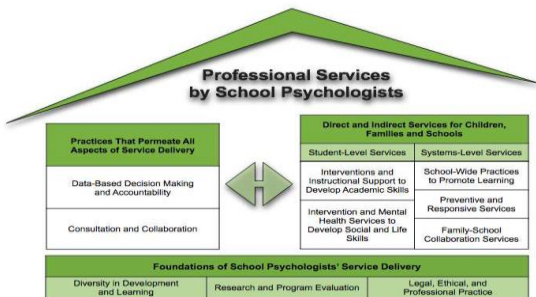 Professional Services
by School Psychologists
Practices That Permeate All
Aspects of Service Delivery
Data-Based Decision Making
and Accountability
Consultation and Collaboration
Direct and Indirect Services for Children,
Families and Schools
Student-Level Services
Systems-Level Services
Interventions and
Instructional Support to
Develop Academic Skills
Intervention and Mental
Health Services to
Develop Social and Life
Skills
School-Wide Practices
to Promote Learning
Preventive and
Responsive Services
Family-School
Collaboration Services
Foundations of School Psychologists' Service Delivery
Diversity in Development
and Learning
Research and Program Evaluation
Legal, Ethical, and
Professional Practice